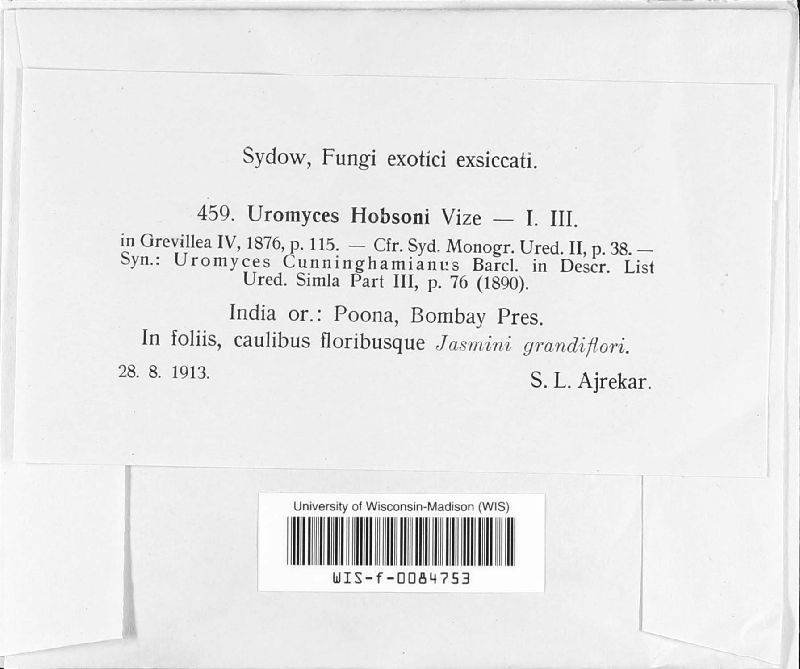 Sydow, Fungi exotici exsiccati.
459. Uromyces Hobsoni Vize — I. III.
in Grevillea IV, 1876, p. 115. — Cfr. Syd. Monogr. Ured. II, p. 38. —
Syn.: Uromyces Cunninghamianus Barcl. in Descr. List
Ured. Simla Part III, p. 76 (1890).
India or.: Poona, Bombay Pres.
In foliis, caulibus floribusque Jasmini grandiflori.
28. 8. 1913.
S. L. Ajrekar.
University of Wisconsin-Madison (WIS)
WIS-f-0084753